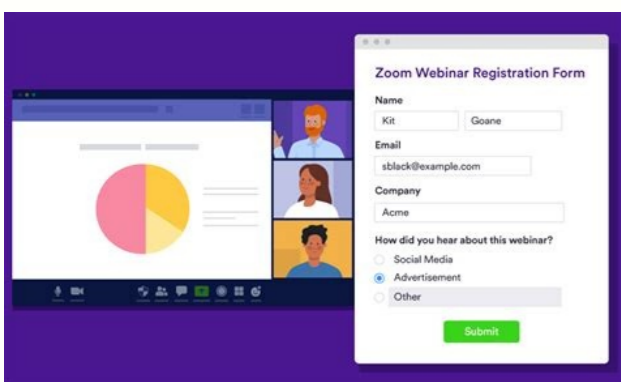 Zoom Webinar Registration Form
Name
Kit Goane
Email
sblack@example.com
Company
Acme
How did you hear about this webinar?
Social Media
Advertisement
Other
Submit